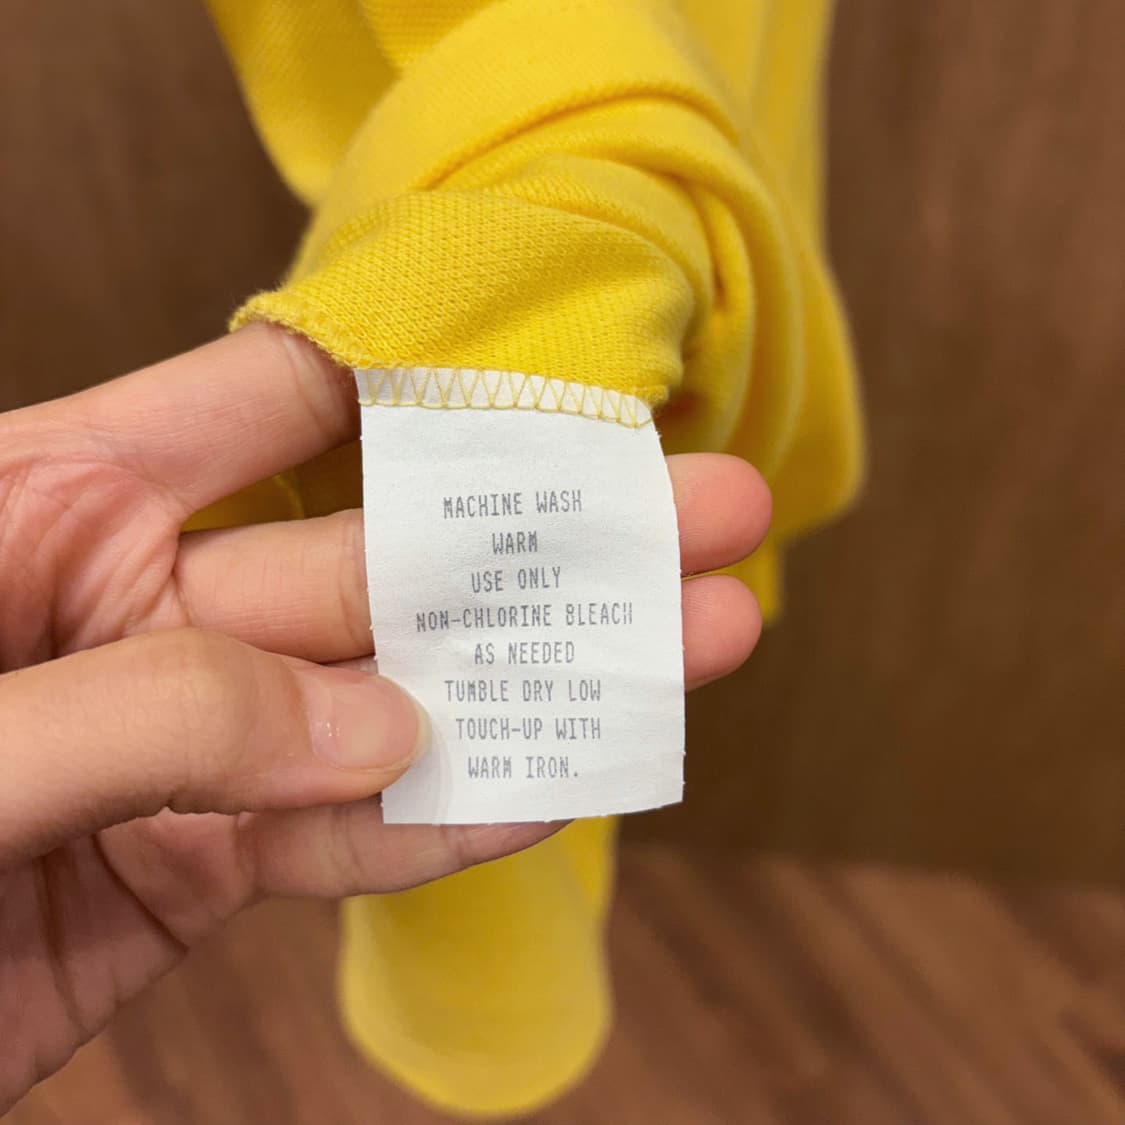 MACHINE WASH
WARM
USE ONLY
NON-CHLORINE BLEACH
AS NEEDED
TUMBLE DRY LOW
TOUCH-UP WITH
WARM IRON.